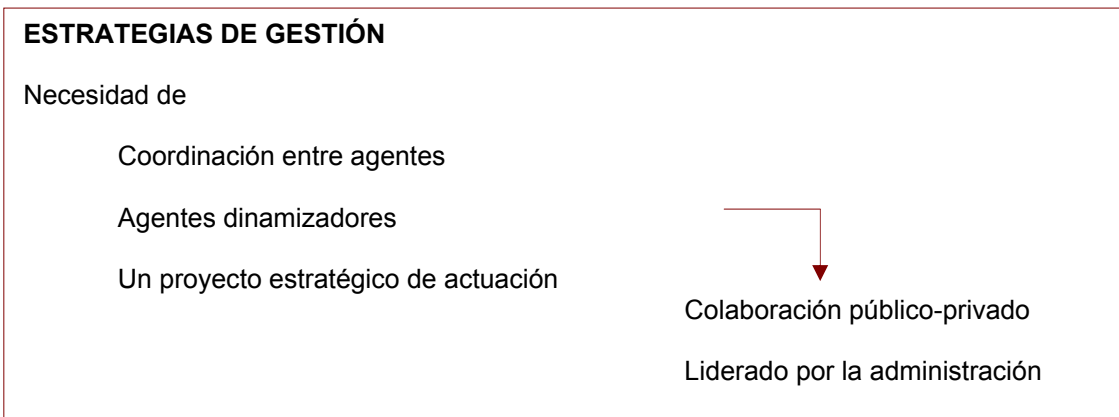 ESTRATEGIAS DE GESTIÓN
Necesidad de
Coordinación entre agentes
Agentes dinamizadores
Un proyecto estratégico de actuación
Colaboración público-privado
Liderado por la administración